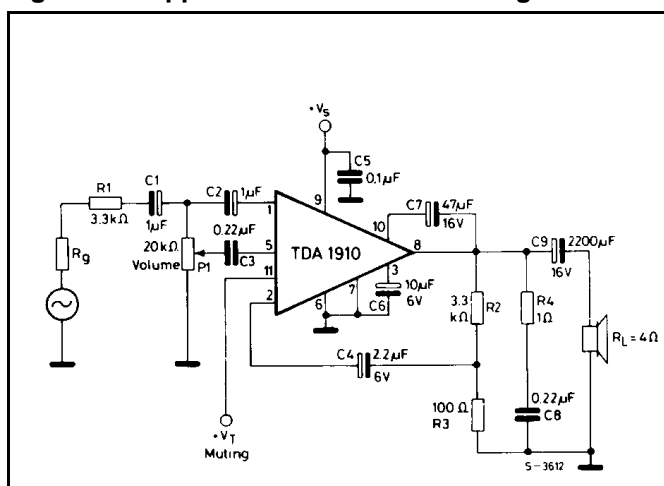 +Vs
C5
0.1µF
R1
3.3kΩ
C1
1µF
C2
1µF
9
1
C7
47µF
16V
10
0.22µF
C3
Rg
20kΩ
Volume
P1
5
11
2
TDA 1910
8
C9
2200µF
16V
3
7
6
10µF
6V
C6
3.3
kΩ
R2
R4
1Ω
RL=4Ω
C4
2.2µF
6V
100Ω
R3
0.22µF
C8
+VT
Muting
S-3612